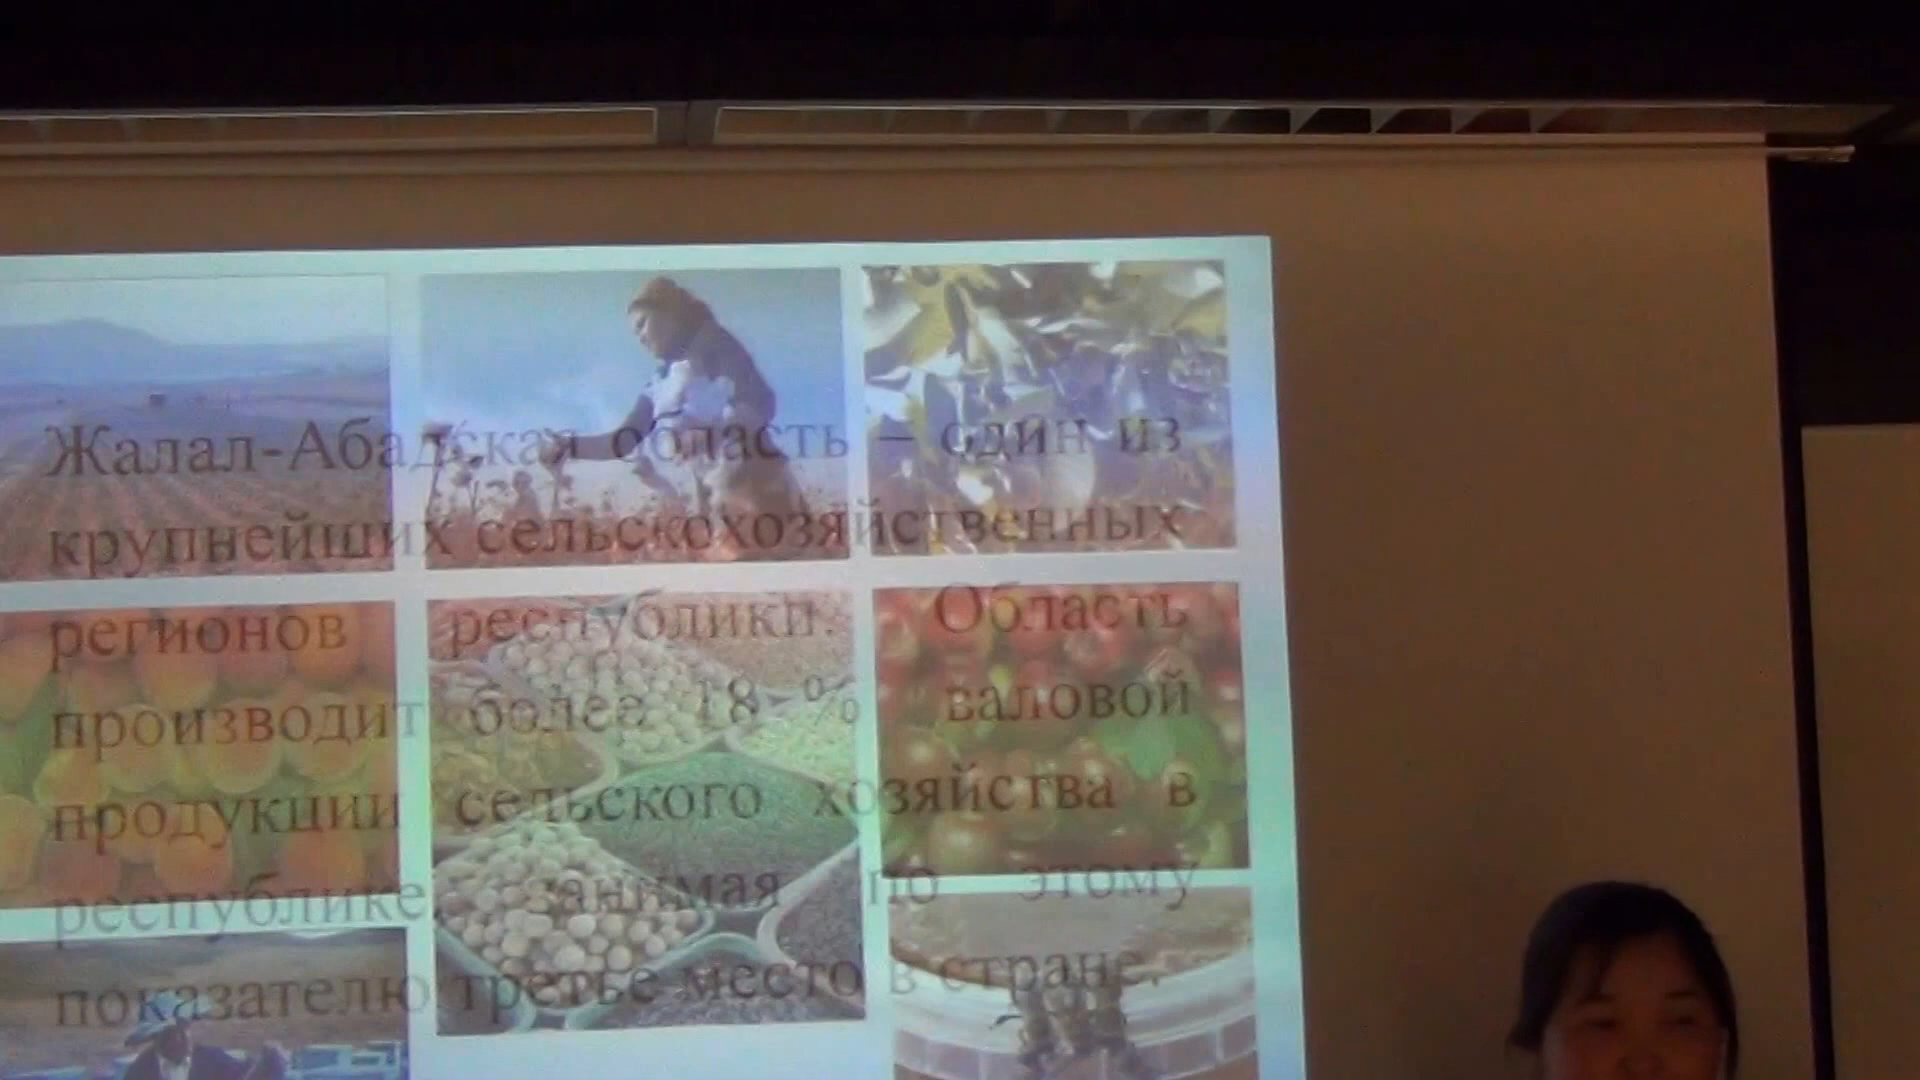 Жалал-Абадская область – один из
крупнейших сельскохозяйственных
регионов республики. Область
производит более 18 % валовой
продукции сельского хозяйства в
республике, занимая по этому
показателю третье место в стране.